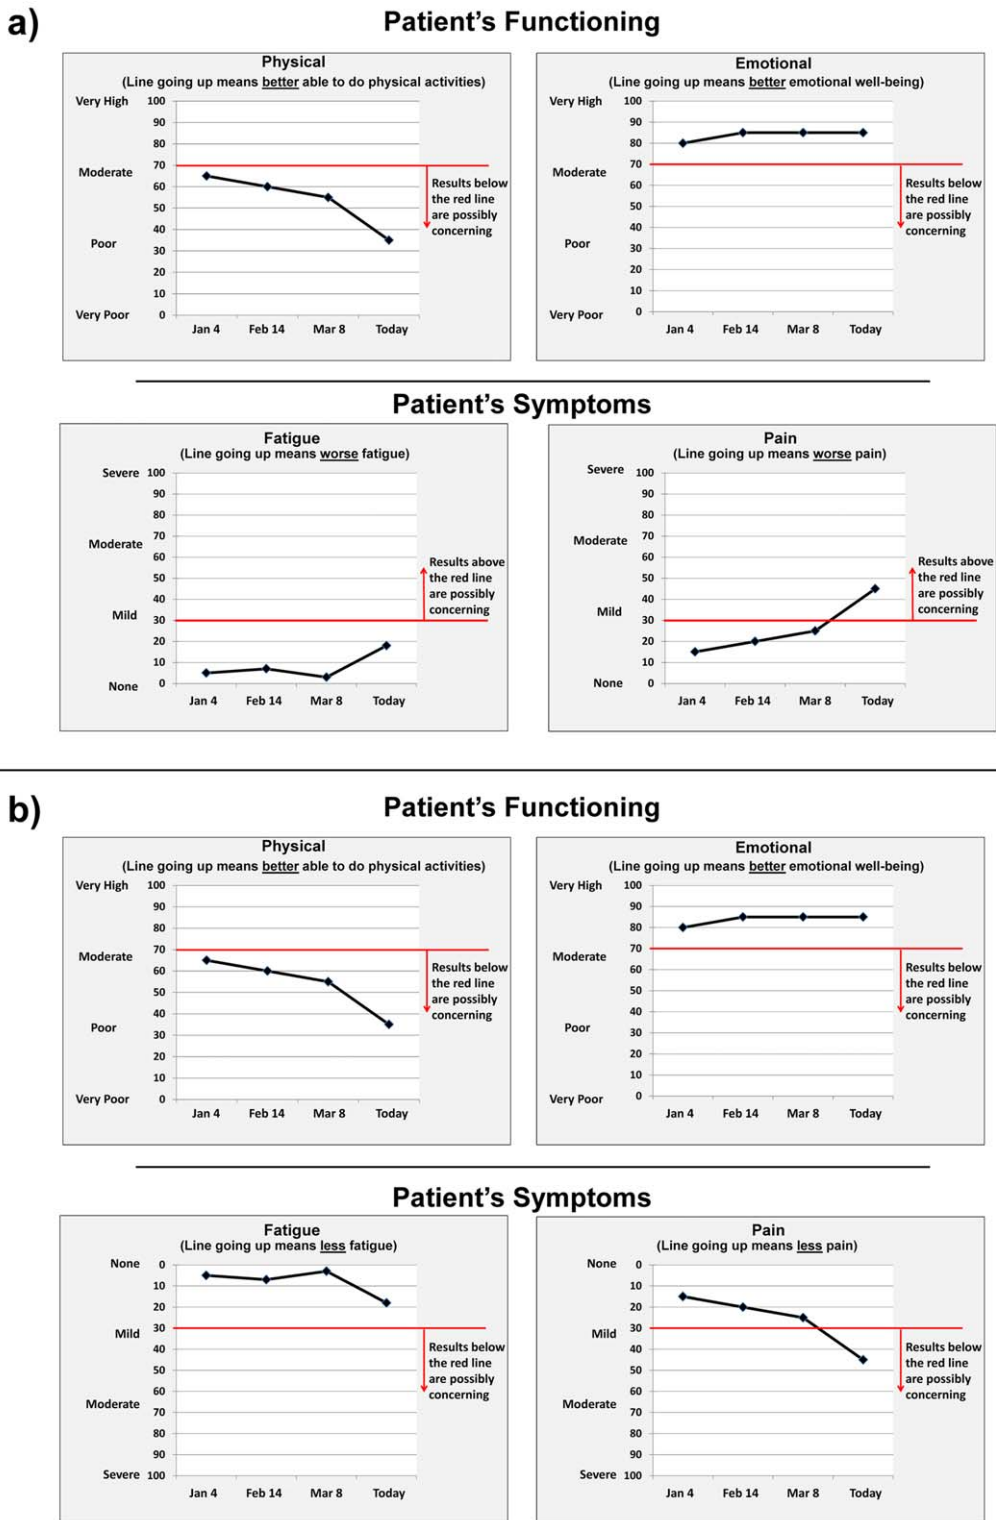 a)
Patient's Functioning
Physical
(Line going up means better able to do physical activities)
Very High
Moderate
Poor
Very Poor
100
90
80
70
60
50
40
30
20
10
0
Results below
the red line
are possibly
concerning
Jan 4 Feb 14 Mar 8 Today
Emotional
(Line going up means better emotional well-being)
Very High
Moderate
Poor
Very Poor
100
90
80
70
60
50
40
30
20
10
0
Results below
the red line
are possibly
concerning
Jan 4 Feb 14 Mar 8 Today
Patient's Symptoms
Fatigue
(Line going up means worse fatigue)
Severe
Moderate
Mild
None
100
90
80
70
60
50
40
30
20
10
0
Results above
the red line
are possibly
concerning
Jan 4 Feb 14 Mar 8 Today
Pain
(Line going up means worse pain)
Severe
Moderate
Mild
None
100
90
80
70
60
50
40
30
20
10
0
Results above
the red line
are possibly
concerning
Jan 4 Feb 14 Mar 8 Today
b)
Patient's Functioning
Physical
(Line going up means better able to do physical activities)
Very High
Moderate
Poor
Very Poor
100
90
80
70
60
50
40
30
20
10
0
Results below
the red line
are possibly
concerning
Jan 4 Feb 14 Mar 8 Today
Emotional
(Line going up means better emotional well-being)
Very High
Moderate
Poor
Very Poor
100
90
80
70
60
50
40
30
20
10
0
Results below
the red line
are possibly
concerning
Jan 4 Feb 14 Mar 8 Today
Patient's Symptoms
Fatigue
(Line going up means less fatigue)
None
Mild
Moderate
Severe
0
10
20
30
40
50
60
70
80
90
100
Results below
the red line
are possibly
concerning
Jan 4 Feb 14 Mar 8 Today
Pain
(Line going up means less pain)
None
Mild
Moderate
Severe
0
10
20
30
40
50
60
70
80
90
100
Results below
the red line
are possibly
concerning
Jan 4 Feb 14 Mar 8 Today